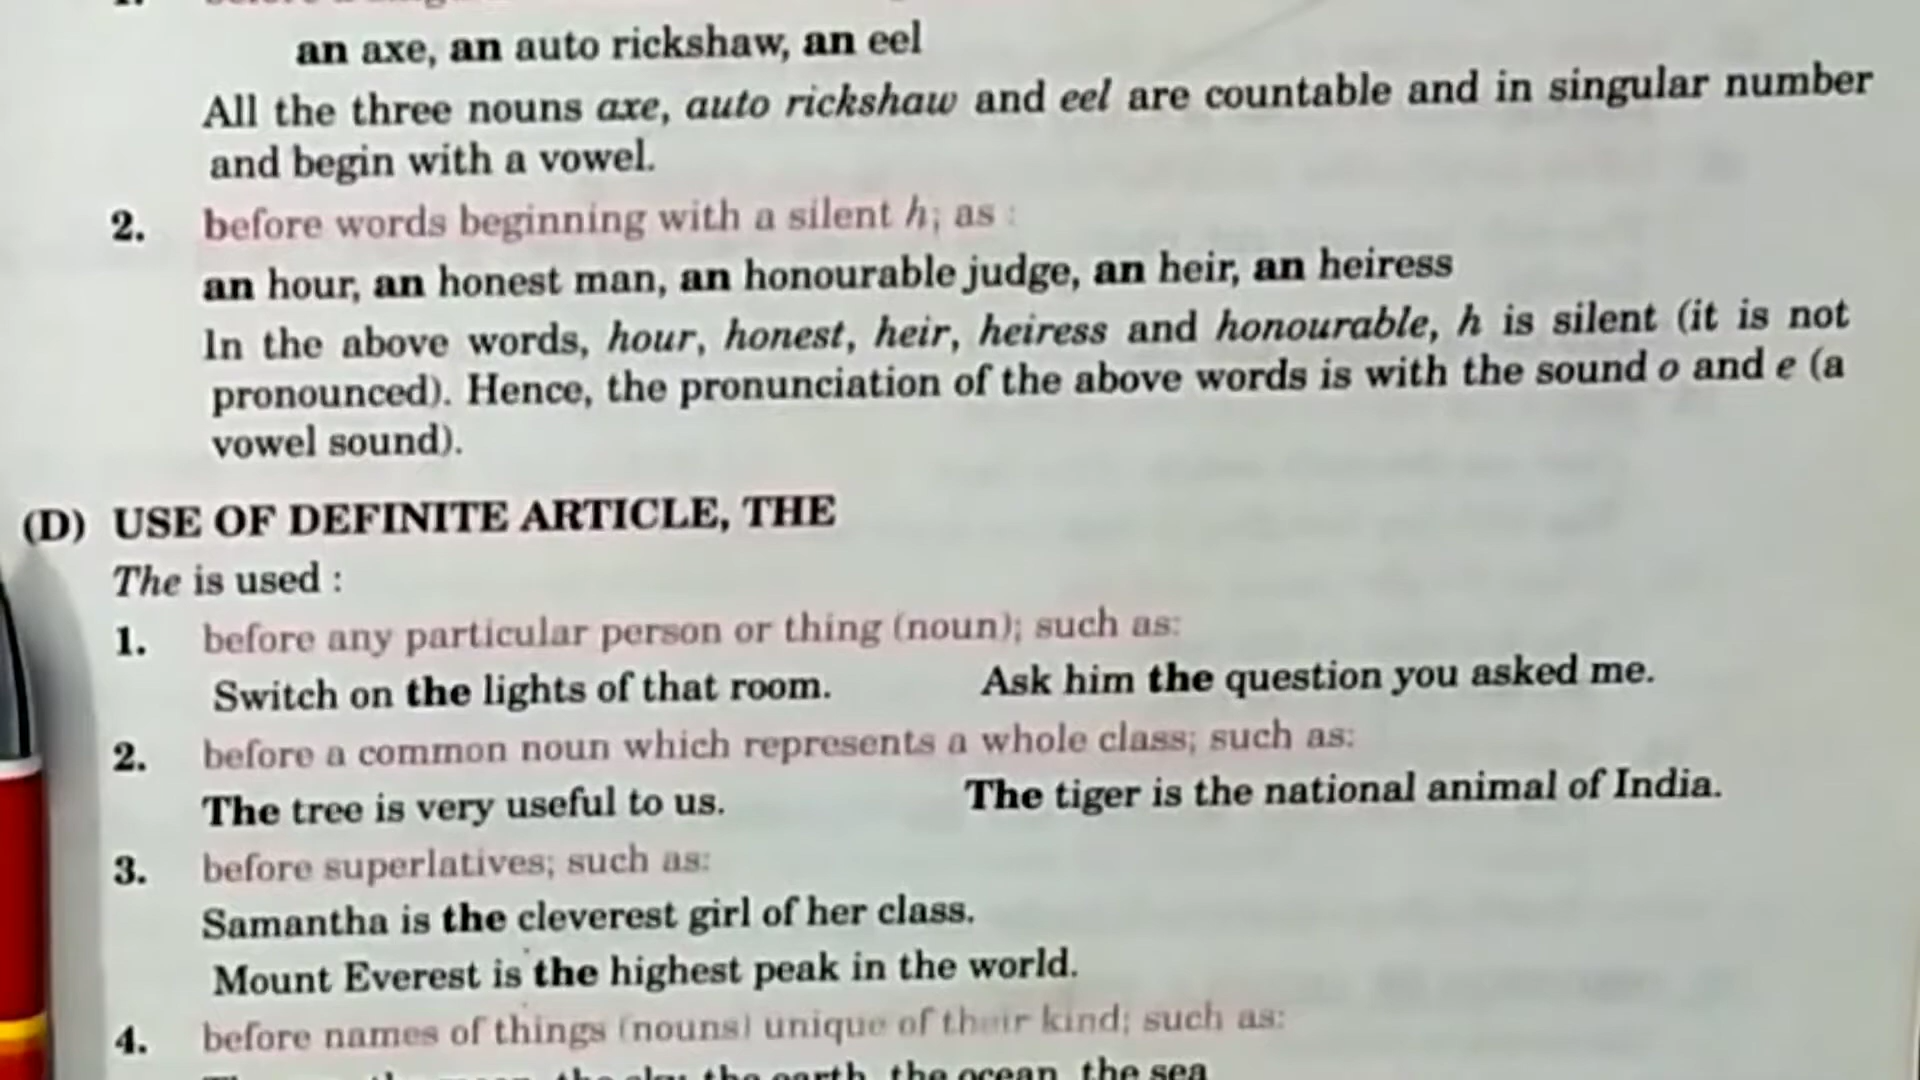 an axe, an auto rickshaw, an eel
All the three nouns axe, auto rickshaw and eel are countable and in singular number
and begin with a vowel.
2. before words beginning with a silent h; as :
an hour, an honest man, an honourable judge, an heir, an heiress
In the above words, hour, honest, heir, heiress and honourable, h is silent (it is not
pronounced). Hence, the pronunciation of the above words is with the sound o and e (a
vowel sound).
(D) USE OF DEFINITE ARTICLE, THE
The is used :
1. before any particular person or thing (noun); such as:
Switch on the lights of that room. Ask him the question you asked me.
2. before a common noun which represents a whole class; such as:
The tree is very useful to us. The tiger is the national animal of India.
3. before superlatives; such as:
Samantha is the cleverest girl of her class.
Mount Everest is the highest peak in the world.
4. before names of things (nouns) unique of their kind; such as:
the sky, the earth, the ocean, the sea